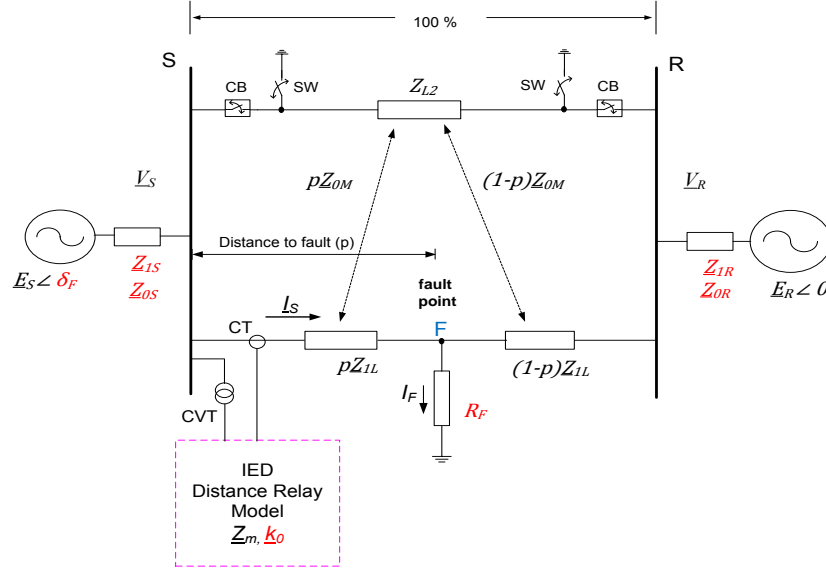 100 %
S
R
CB
SW
Z_L2
SW
CB
V_S
pZ_0M
(1-p)Z_0M
V_R
Distance to fault (p)
E_S∠ δ_F
Z_1S
Z_0S
fault
point
F
Z_1R
Z_0R
E_R∠ 0
I_S
CT
pZ_1L
(1-p)Z_1L
CVT
I_F
R_F
IED
Distance Relay
Model
Z_m, k_0